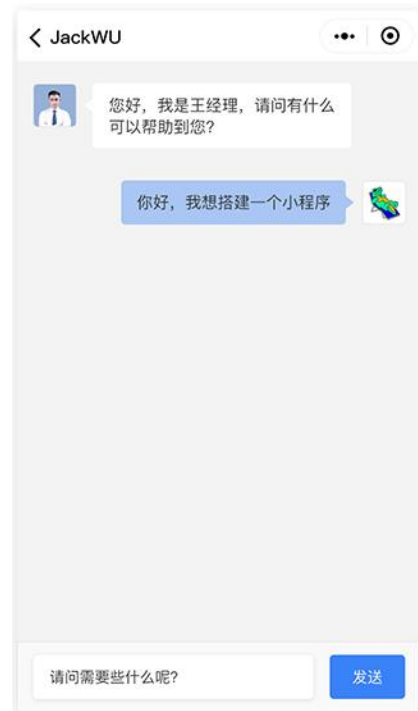 JackWU
您好，我是王经理，请问有什么
可以帮助到您?
你好，我想搭建一个小程序
请问需要些什么呢?
发送